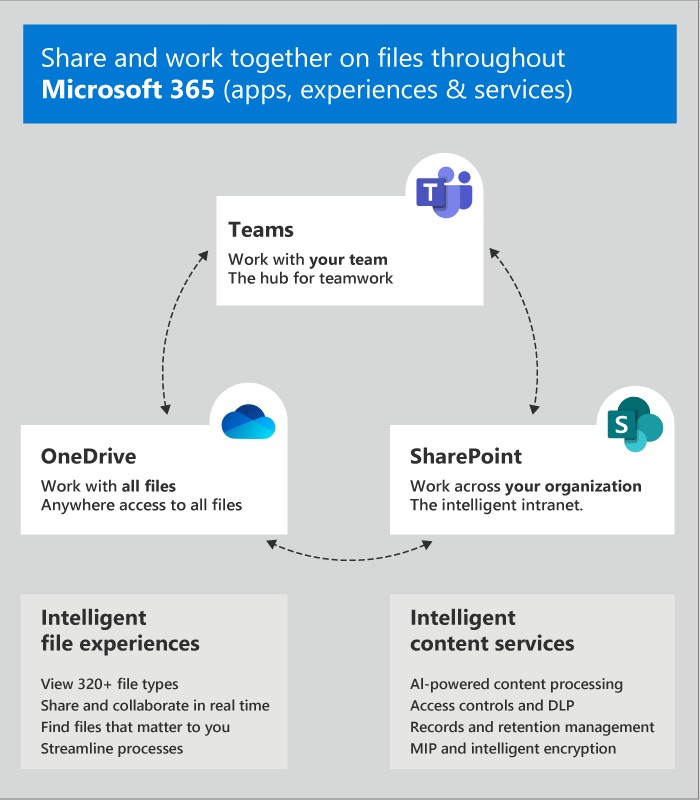 Share and work together on files throughout
Microsoft 365 (apps, experiences & services)
T
Teams
Work with your team
The hub for teamwork
OneDrive
Work with all files
Anywhere access to all files
S
SharePoint
Work across your organization
The intelligent intranet.
Intelligent
file experiences
View 320+ file types
Share and collaborate in real time
Find files that matter to you
Streamline processes
Intelligent
content services
AI-powered content processing
Access controls and DLP
Records and retention management
MIP and intelligent encryption